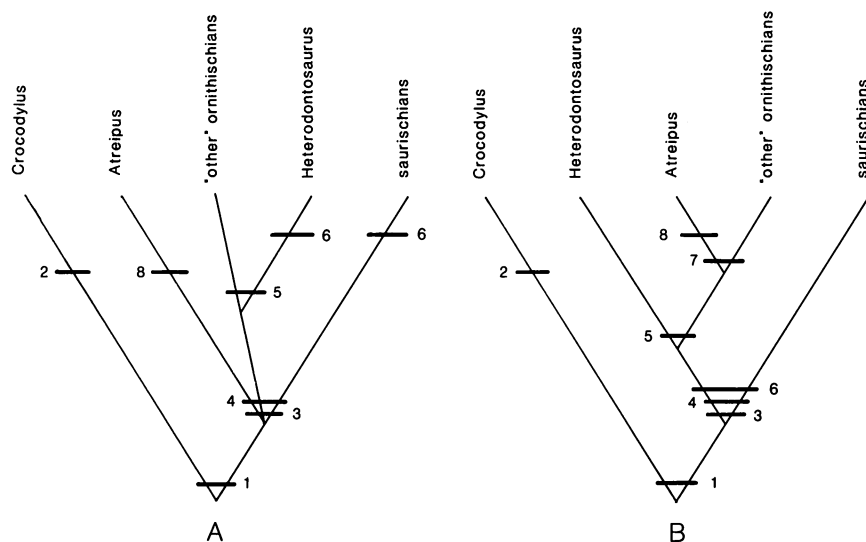 Crocodylus
Atreipus
"other" ornithischians
Heterodontosaurus
saurischians
2
8
6
6
5
4
3
1
A
Crocodylus
Heterodontosaurus
Atreipus
"other" ornithischians
saurischians
2
8
7
5
6
4
3
1
B